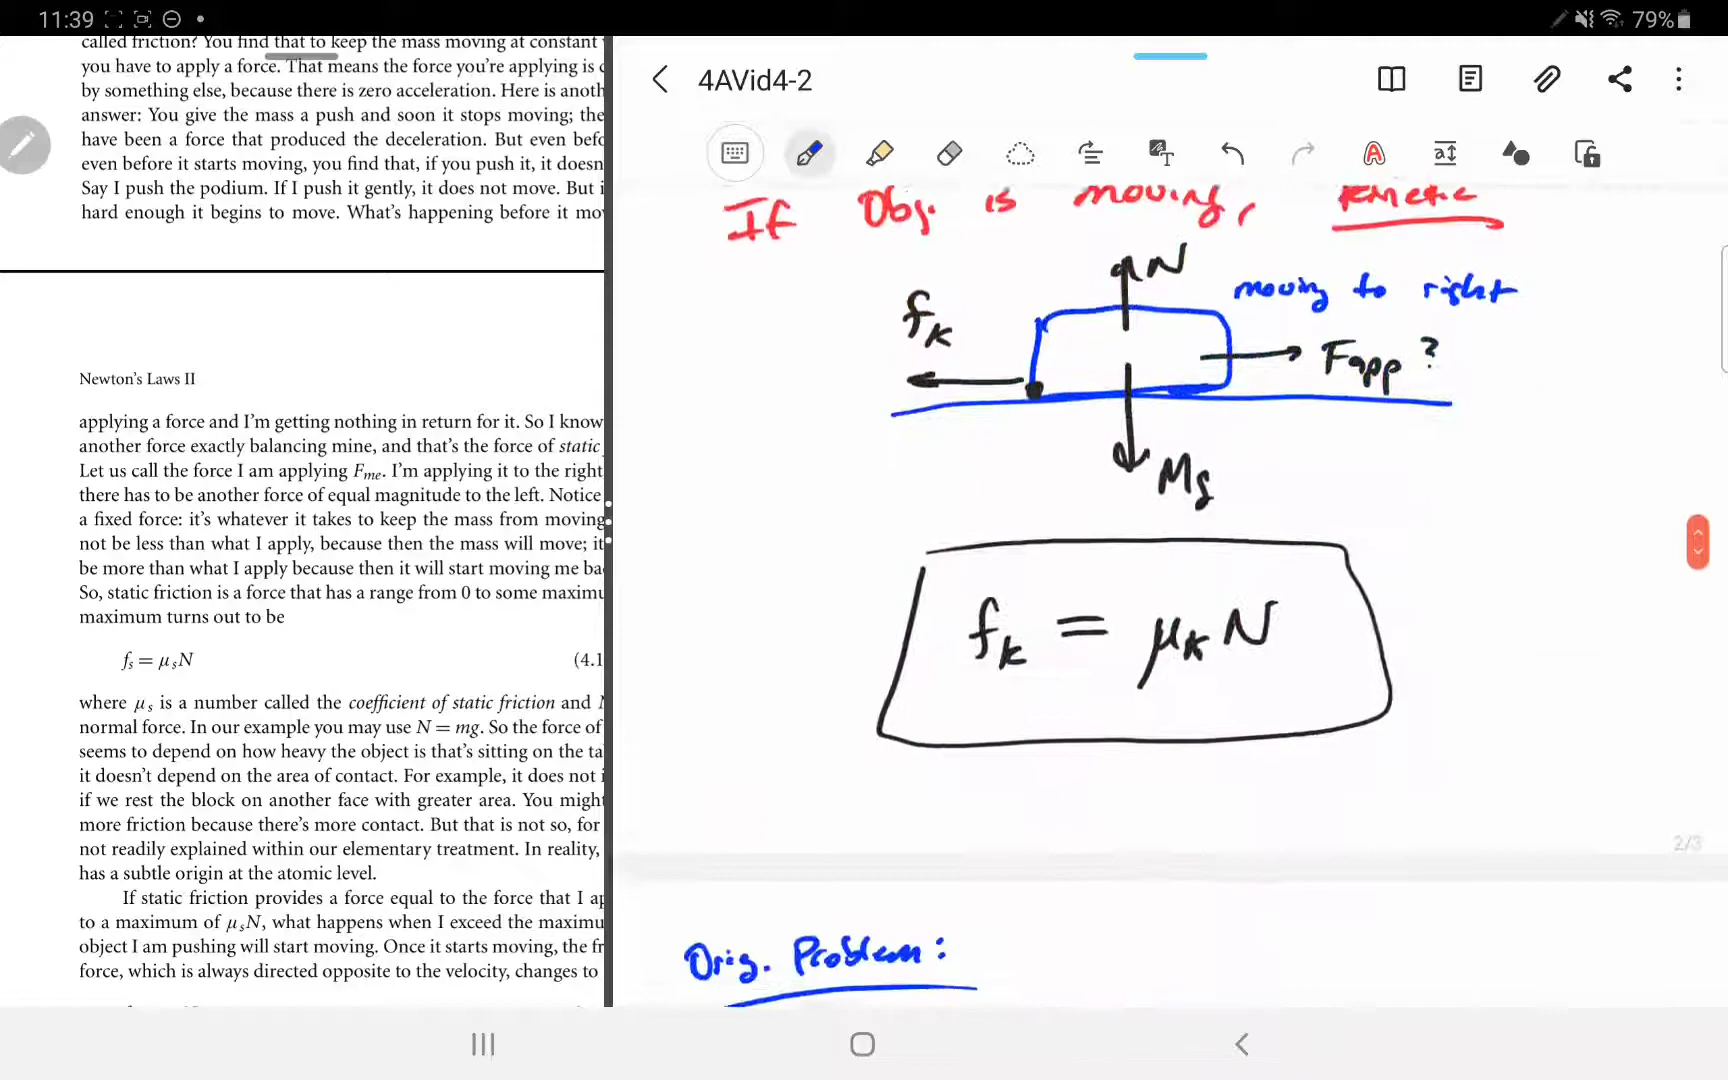 11:39
79%
called friction? You find that to keep the mass moving at constant
you have to apply a force. That means the force you're applying is
by something else, because there is zero acceleration. Here is anoth
answer: You give the mass a push and soon it stops moving; the
have been a force that produced the deceleration. But even befo
even before it starts moving, you find that, if you push it, it doesn
Say I push the podium. If I push it gently, it does not move. But i
hard enough it begins to move. What's happening before it mo
Newton's Laws II
applying a force and I'm getting nothing in return for it. So I know
another force exactly balancing mine, and that's the force of static
Let us call the force I am applying Fme. I'm applying it to the right
there has to be another force of equal magnitude to the left. Notice
a fixed force: it's whatever it takes to keep the mass from moving
not be less than what I apply, because then the mass will move; it
be more than what I apply because then it will start moving me ba
So, static friction is a force that has a range from 0 to some maximu
maximum turns out to be
fs = μsN (4.1
where μs is a number called the coefficient of static friction and
normal force. In our example you may use N = mg. So the force of
seems to depend on how heavy the object is that's sitting on the ta
it doesn't depend on the area of contact. For example, it does not i
if we rest the block on another face with greater area. You might
more friction because there's more contact. But that is not so, for
not readily explained within our elementary treatment. In reality,
has a subtle origin at the atomic level.
If static friction provides a force equal to the force that I ap
to a maximum of μsN, what happens when I exceed the maximu
object I am pushing will start moving. Once it starts moving, the fr
force, which is always directed opposite to the velocity, changes to
4AVid4-2
If Obj. is moving, kinetic
N
moving to right
fk
Fapp ?
Mg
fk = μk N
2/3
Orig. Problem: